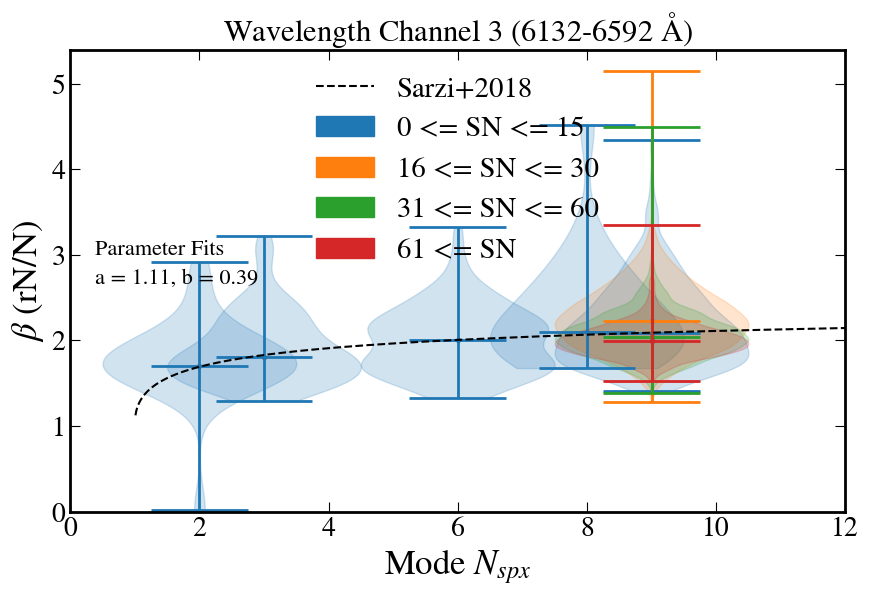 Wavelength Channel 3 (6132-6592 Å)
Sarzi+2018
0 <= SN <= 15
16 <= SN <= 30
31 <= SN <= 60
61 <= SN
Parameter Fits
a = 1.11, b = 0.39
β (rN/N)
5
4
3
2
1
0
0 2 4 6 8 10 12
Mode N_{spx}